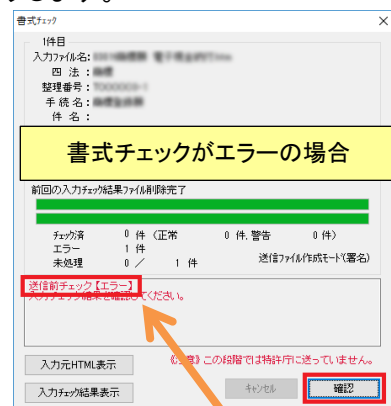 書式チェック
1件目
入力ファイル名:
四 法 :
整理番号 :
手 続 名 :
件 名 :
書式チェックがエラーの場合
前回の入力チェック結果ファイル削除完了
チェック済 0 件 (正常 0 件, 警告 0 件)
エラー 1 件
未処理 0 / 1 件 送信ファイル作成モード(署名)
送信前チェック【エラー】
入力チェック結果を確認してください。
《注意》この段階では特許庁に送っていません。
入力元HTML表示
入力チェック結果表示
キャンセル
確認